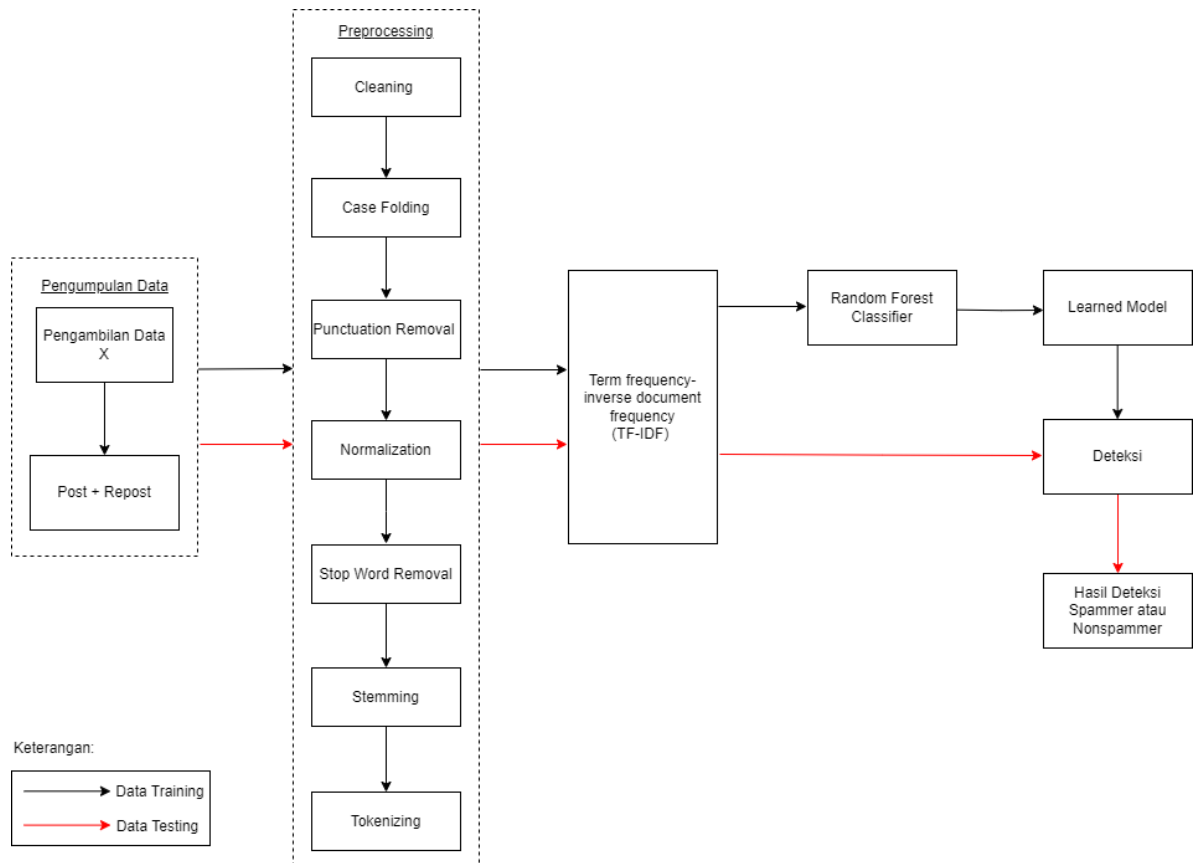 Preprocessing
Cleaning
Case Folding
Punctuation Removal
Normalization
Stop Word Removal
Stemming
Tokenizing
Pengumpulan Data
Pengambilan Data
X
Post + Repost
Term frequency-
inverse document
frequency
(TF-IDF)
Random Forest
Classifier
Learned Model
Deteksi
Hasil Deteksi
Spammer atau
Nonspammer
Keterangan:
Data Training
Data Testing